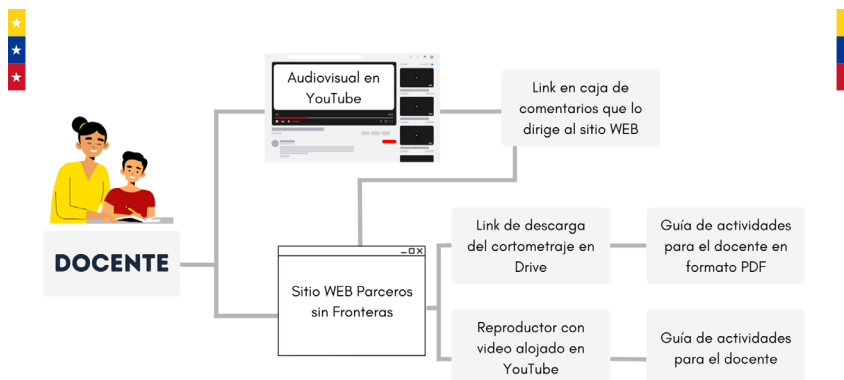 Audiovisual en
YouTube
Link en caja de
comentarios que lo
dirige al sitio WEB
DOCENTE
Sitio WEB Parceros
sin Fronteras
Link de descarga
del cortometraje en
Drive
Guía de actividades
para el docente en
formato PDF
Reproductor con
video alojado en
YouTube
Guía de actividades
para el docente